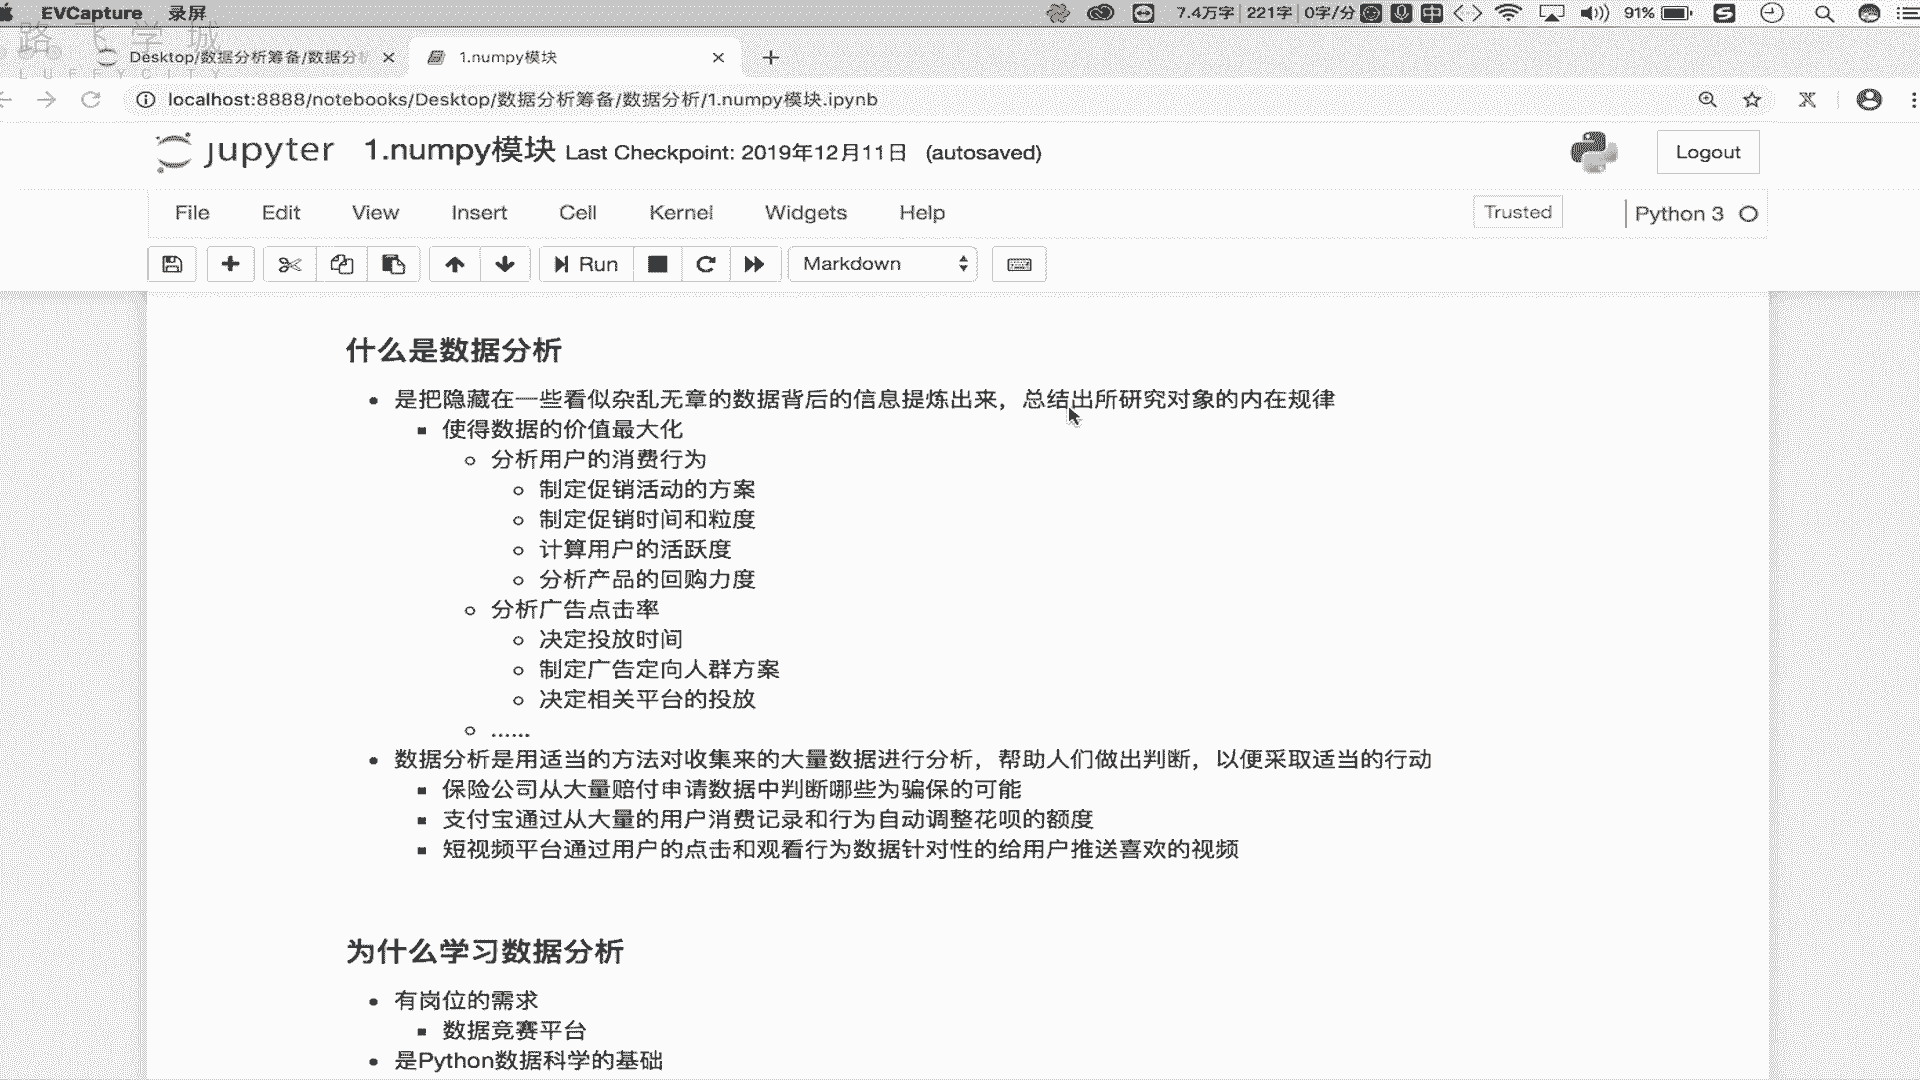 EVCapture 录屏 7.4万字 221字 0字/分 中 91%
路飞学城
LUFFYCITY
Desktop/数据分析筹备/数据分析 1.numpy模块
localhost:8888/notebooks/Desktop/数据分析筹备/数据分析/1.numpy模块.ipynb
jupyter 1.numpy模块 Last Checkpoint: 2019年12月11日 (autosaved) Logout
File Edit View Insert Cell Kernel Widgets Help Trusted Python 3
Run Markdown
什么是数据分析
是把隐藏在一些看似杂乱无章的数据背后的信息提炼出来，总结出所研究对象的内在规律
使得数据的价值最大化
分析用户的消费行为
制定促销活动的方案
制定促销时间和粒度
计算用户的活跃度
分析产品的回购力度
分析广告点击率
决定投放时间
制定广告定向人群方案
决定相关平台的投放
......
数据分析是用适当的方法对收集来的大量数据进行分析，帮助人们做出判断，以便采取适当的行动
保险公司从大量赔付申请数据中判断哪些为骗保的可能
支付宝通过从大量的用户消费记录和行为自动调整花呗的额度
短视频平台通过用户的点击和观看行为数据针对性的给用户推送喜欢的视频
为什么学习数据分析
有岗位的需求
数据竞赛平台
是Python数据科学的基础